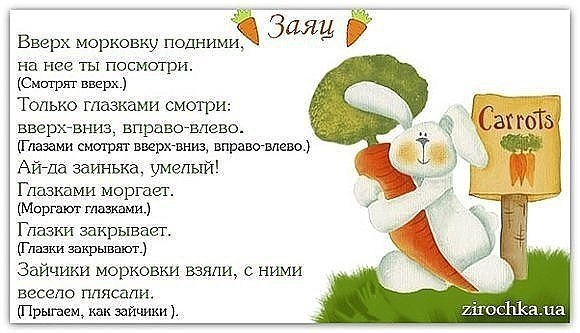 Заяц
Вверх морковку подними,
на нее ты посмотри.
(Смотрят вверх.)
Только глазками смотри:
вверх-вниз, вправо-влево.
(Глазами смотрят вверх-вниз, вправо-влево.)
Ай-да заинька, умелый!
Глазками моргает.
(Моргают глазками.)
Глазки закрывает.
(Глазки закрывают.)
Зайчики морковки взяли, с ними
весело плясали.
(Прыгаем, как зайчики ).
Carrots
zirochka.ua